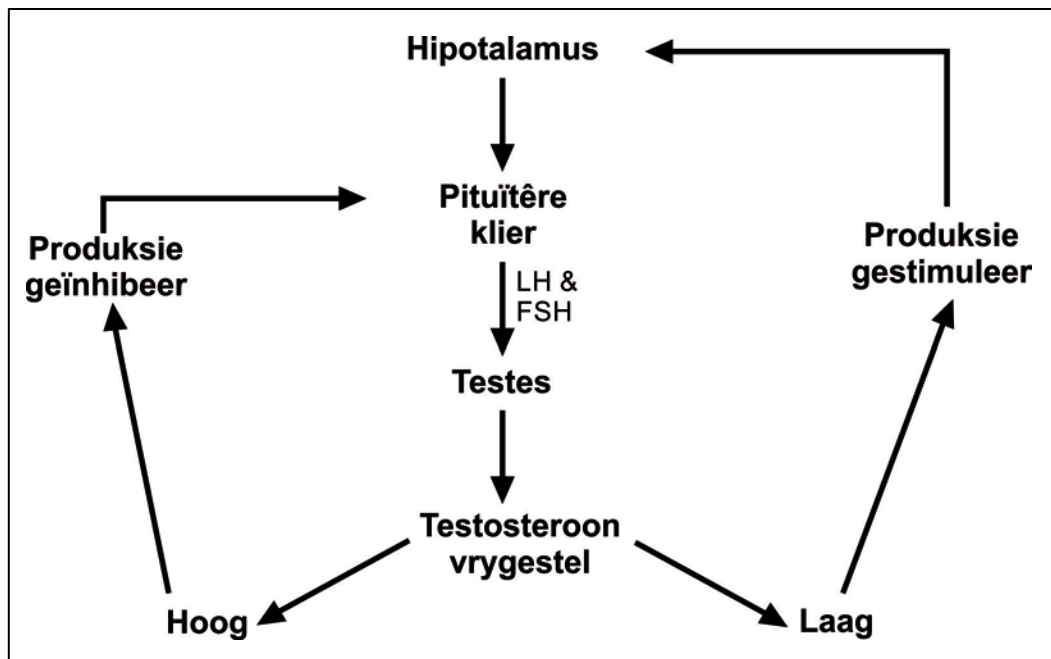 Hipotalamus
Pituïtêre
klier
Produksie
geïnhibeer
Produksie
gestimuleer
LH &
FSH
Testes
Testosteroon
vrygestel
Hoog
Laag